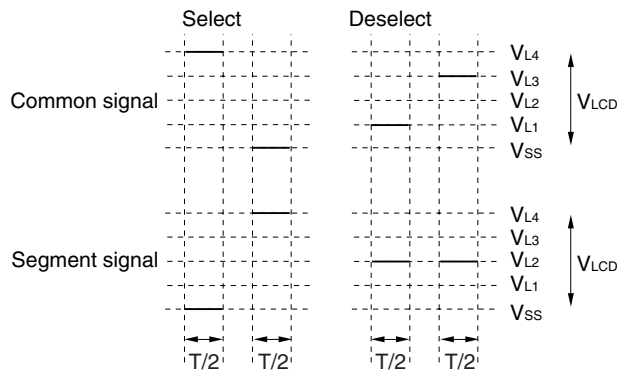 Select Deselect
VL4
VL3
Common signal VL2 VLCD
VL1
VSS
VL4
VL3
Segment signal VL2 VLCD
VL1
VSS
T/2 T/2 T/2 T/2